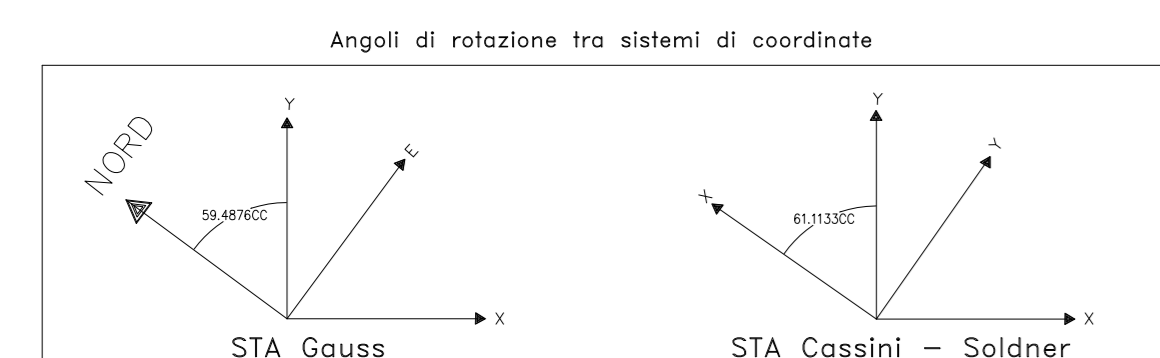 Angoli di rotazione tra sistemi di coordinate
NORD
Y
E
59.4876CC
X
STA Gauss
Y
X
Y
61.1133CC
X
STA Cassini – Soldner